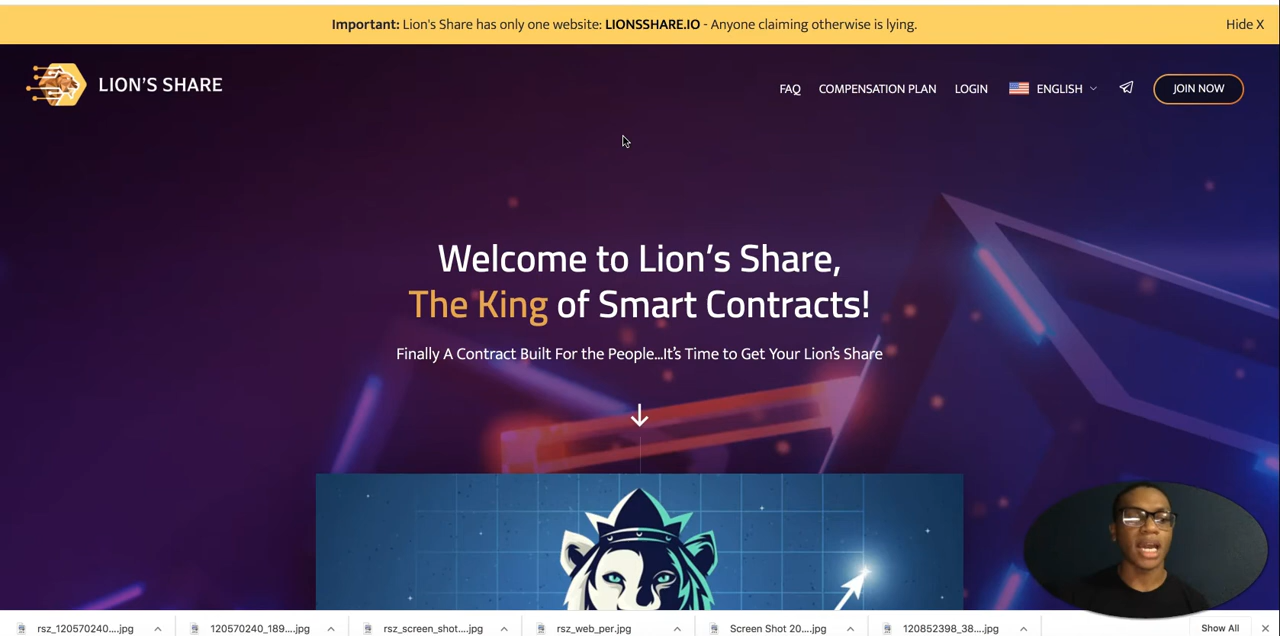 Important: Lion's Share has only one website: LIONSSHARE.IO - Anyone claiming otherwise is lying.
Hide X
LION'S SHARE
FAQ
COMPENSATION PLAN
LOGIN
ENGLISH
JOIN NOW
Welcome to Lion's Share,
The King of Smart Contracts!
Finally A Contract Built For the People...It's Time to Get Your Lion's Share
rsz_120570240....jpg
120570240_189....jpg
rsz_screen_shot....jpg
rsz_web_per.jpg
Screen Shot 20....jpg
120852398_38....jpg
Show All